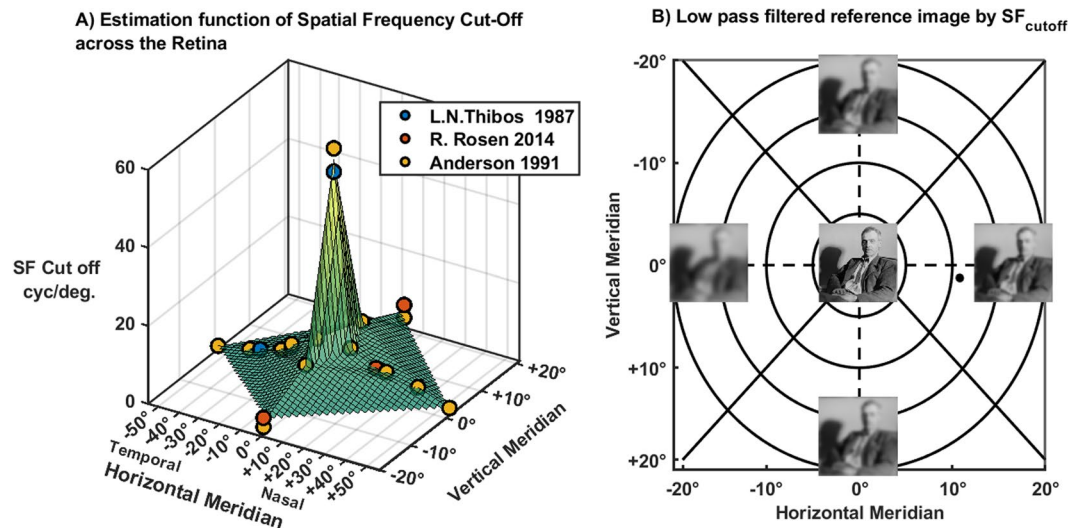 A) Estimation function of Spatial Frequency Cut-Off
across the Retina
L.N.Thibos 1987
R. Rosen 2014
Anderson 1991
60
40
20
0
SF Cut off
cyc/deg.
-50°
-40°
-30°
-20°
-10°
0°
+10°
+20°
+30°
+40°
+50°
Temporal
Nasal
Horizontal Meridian
-20°
-10°
0°
+10°
+20°
Vertical Meridian
B) Low pass filtered reference image by SFcutoff
-20°
-10°
0°
10°
+20°
Vertical Meridian
-20°
-10°
0°
10°
20°
Horizontal Meridian